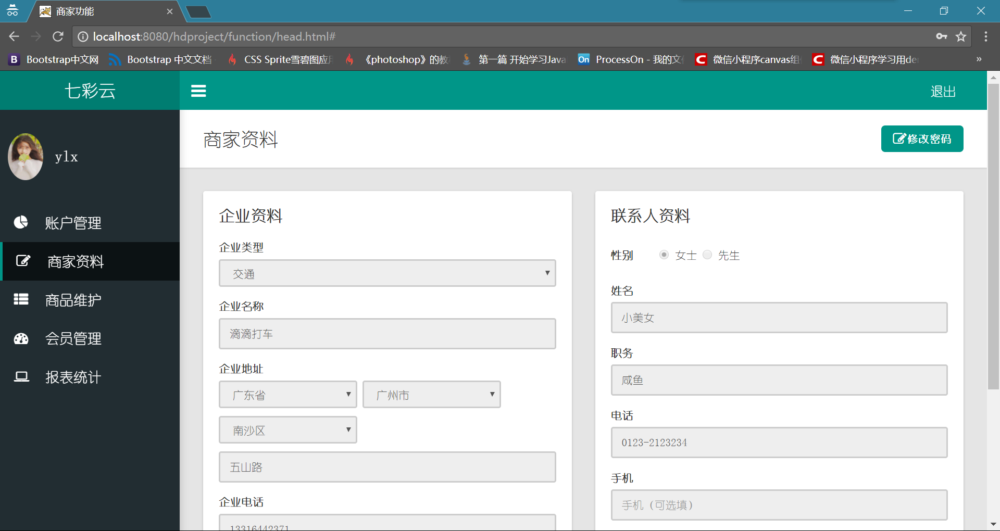 商家功能
localhost:8080/hdproject/function/head.html#
Bootstrap中文网
Bootstrap 中文文档
CSS Sprite雪碧图应用
《photoshop》的教
第一篇 开始学习Java
ProcessOn - 我的文
微信小程序canvas组
微信小程序学习用de
»
七彩云
退出
ylx
账户管理
商家资料
商品维护
会员管理
报表统计
商家资料
修改密码
企业资料
企业类型
交通
企业名称
滴滴打车
企业地址
广东省
广州市
南沙区
五山路
企业电话
13316442371
联系人资料
性别 女士 先生
姓名
小美女
职务
咸鱼
电话
0123-2123234
手机
手机（可选填）